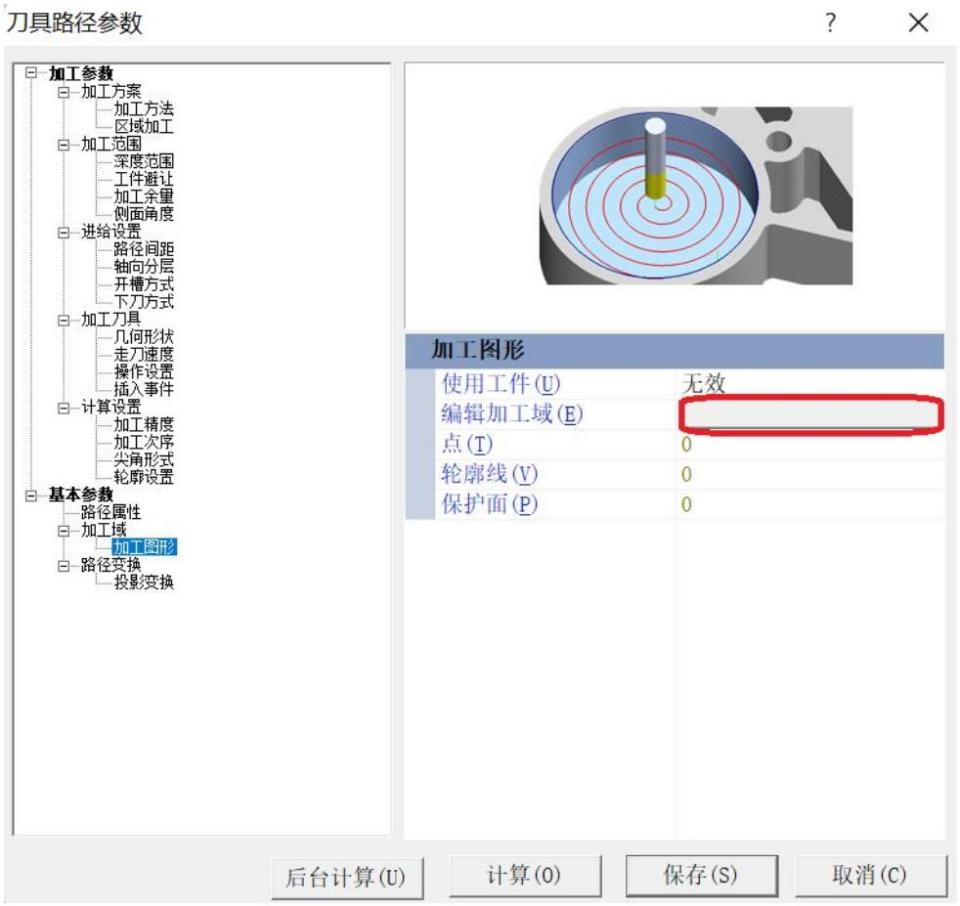 刀具路径参数
?
加工参数
加工方案
加工方法
区域加工
加工范围
深度范围
工件避让
加工余量
侧面角度
进给设置
路径间距
轴向分层
开槽方式
下刀方式
加工刀具
几何形状
走刀速度
操作设置
插入事件
计算设置
加工精度
加工次序
尖角形式
轮廓设置
基本参数
路径属性
加工域
加工图形
路径变换
投影变换
加工图形
使用工件(U) 无效
编辑加工域(E)
点(T) 0
轮廓线(V) 0
保护面(P) 0
后台计算(U) 计算(O) 保存(S) 取消(C)